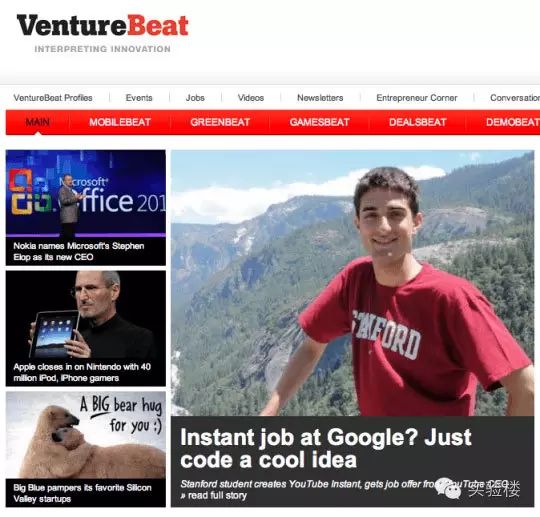 VentureBeat
INTERPRETING INNOVATION
VentureBeat Profiles
Events
Jobs
Videos
Newsletters
Entrepreneur Corner
Conversation
MAIN
MOBILEBEAT
GREENBEAT
GAMESBEAT
DEALSBEAT
DEMOBEAT
Microsoft
Office 201
Nokia names Microsoft's Stephen
Elop as its new CEO
Apple closes in on Nintendo with 40
million iPod, iPhone gamers
A BIG bear hug
for you :)
Big Blue pampers its favorite Silicon
Valley startups
STANFORD
Instant job at Google? Just
code a cool idea
Stanford student creates YouTube Instant, gets job offer from YouTube CEO
» read full story
实验楼